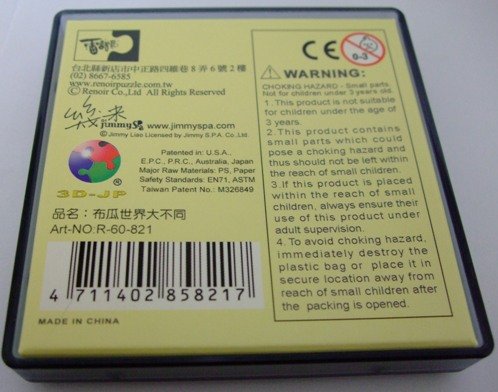 雷諾瓦
台北縣新店市中正路四維巷8弄6號2樓
(02) 8667-6585
www.renoirpuzzle.com.tw
© Renoir Co.,Ltd. All Rights Reserved
幾米
jimmySpa www.jimmyspa.com
© Jimmy Liao Licensed by Jimmy S.P.A. Co., Ltd.
Patented in: U.S.A.,
E.P.C., P.R.C., Australia, Japan
Major Raw Materials: PS, Paper
Safety Standards: EN71, ASTM
Taiwan Patent No.: M326849
3D-JP ®
品名：布瓜世界大不同
Art-NO:R-60-821
4 711402 858217
MADE IN CHINA
CE 0-3
WARNING:
CHOKING HAZARD - Small parts
Not for children under 3 years old.
1. This product is not suitable
for children under the age of
3 years.
2. This product contains
small parts which could
pose a choking hazard and
thus should not be left within
the reach of small children.
3. If this product is placed
within the reach of small
children, always ensure their
use of this product under
adult supervision.
4. To avoid choking hazard,
immediately destroy the
plastic bag or place it in
secure location away from
reach of small children after
the packing is opened.